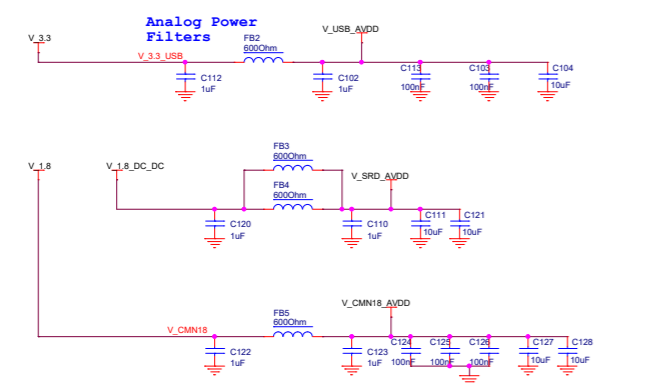 Analog Power
Filters
V_3.3
V_3.3_USB
FB2
600Ohm
V_USB_AVDD
C112
1uF
C102
1uF
C113
100nF
C103
100nF
C104
10uF
V_1.8
V_1.8_DC_DC
FB3
600Ohm
FB4
600Ohm
V_SRD_AVDD
C120
1uF
C110
1uF
C111
10uF
C121
10uF
V_CMN18
FB5
600Ohm
V_CMN18_AVDD
C122
1uF
C123
1uF
C124
100nF
C125
100nF
C126
100nF
C127
10uF
C128
10uF